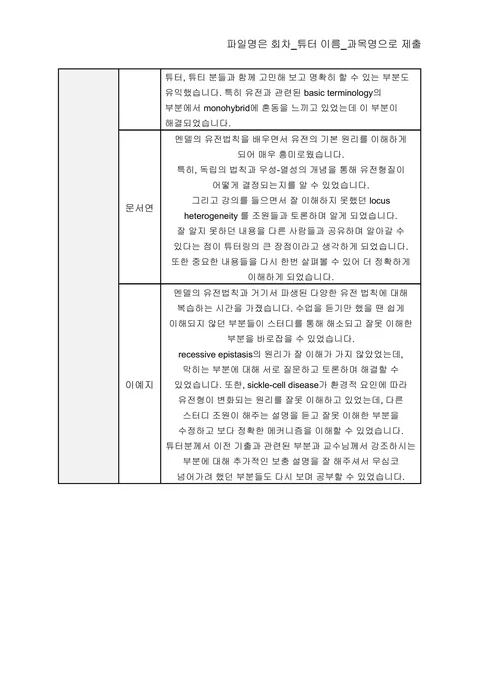 파일명은 회차_튜터 이름_과목명으로 제출
튜터, 튜티 분들과 함께 고민해 보고 명확히 할 수 있는 부분도
유익했습니다. 특히 유전과 관련된 basic terminology의
부분에서 monohybrid에 혼동을 느끼고 있었는데 이 부분이
해결되었습니다.
문서연
멘델의 유전법칙을 배우면서 유전의 기본 원리를 이해하게
되어 매우 흥미로웠습니다.
특히, 독립의 법칙과 우성-열성의 개념을 통해 유전형질이
어떻게 결정되는지를 알 수 있었습니다.
그리고 강의를 들으면서 잘 이해하지 못했던 locus
heterogeneity 를 조원들과 토론하며 알게 되었습니다.
잘 알지 못하던 내용을 다른 사람들과 공유하며 알아갈 수
있다는 점이 튜터링의 큰 장점이라고 생각하게 되었습니다.
또한 중요한 내용들을 다시 한번 살펴볼 수 있어 더 정확하게
이해하게 되었습니다.
이예지
멘델의 유전법칙과 거기서 파생된 다양한 유전 법칙에 대해
복습하는 시간을 가졌습니다. 수업을 듣기만 했을 땐 쉽게
이해되지 않던 부분들이 스터디를 통해 해소되고 잘못 이해한
부분을 바로잡을 수 있었습니다.
recessive epistasis의 원리가 잘 이해가 가지 않았었는데,
막히는 부분에 대해 서로 질문하고 토론하며 해결할 수
있었습니다. 또한, sickle-cell disease가 환경적 요인에 따라
유전형이 변화되는 원리를 잘못 이해하고 있었는데, 다른
스터디 조원이 해주는 설명을 듣고 잘못 이해한 부분을
수정하고 보다 정확한 메커니즘을 이해할 수 있었습니다.
튜터분께서 이전 기출과 관련된 부분과 교수님께서 강조하시는
부분에 대해 추가적인 보충 설명을 잘 해주셔서 무심코
넘어가려 했던 부분들도 다시 보며 공부할 수 있었습니다.